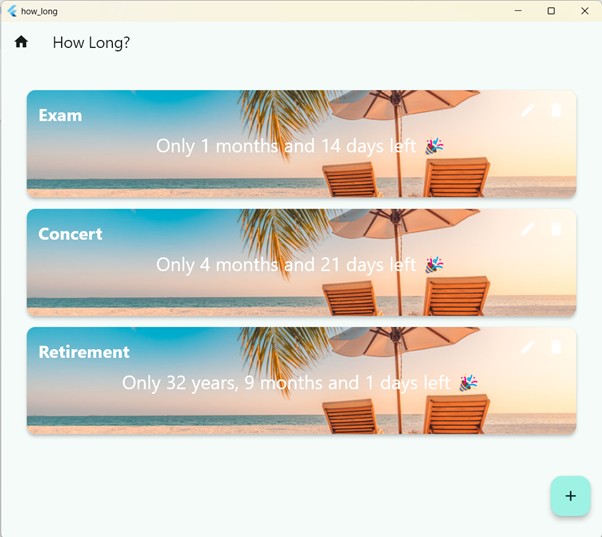 how_long
How Long?
Exam
Only 1 months and 14 days left 🎉
Concert
Only 4 months and 21 days left 🎉
Retirement
Only 32 years, 9 months and 1 days left 🎉
+